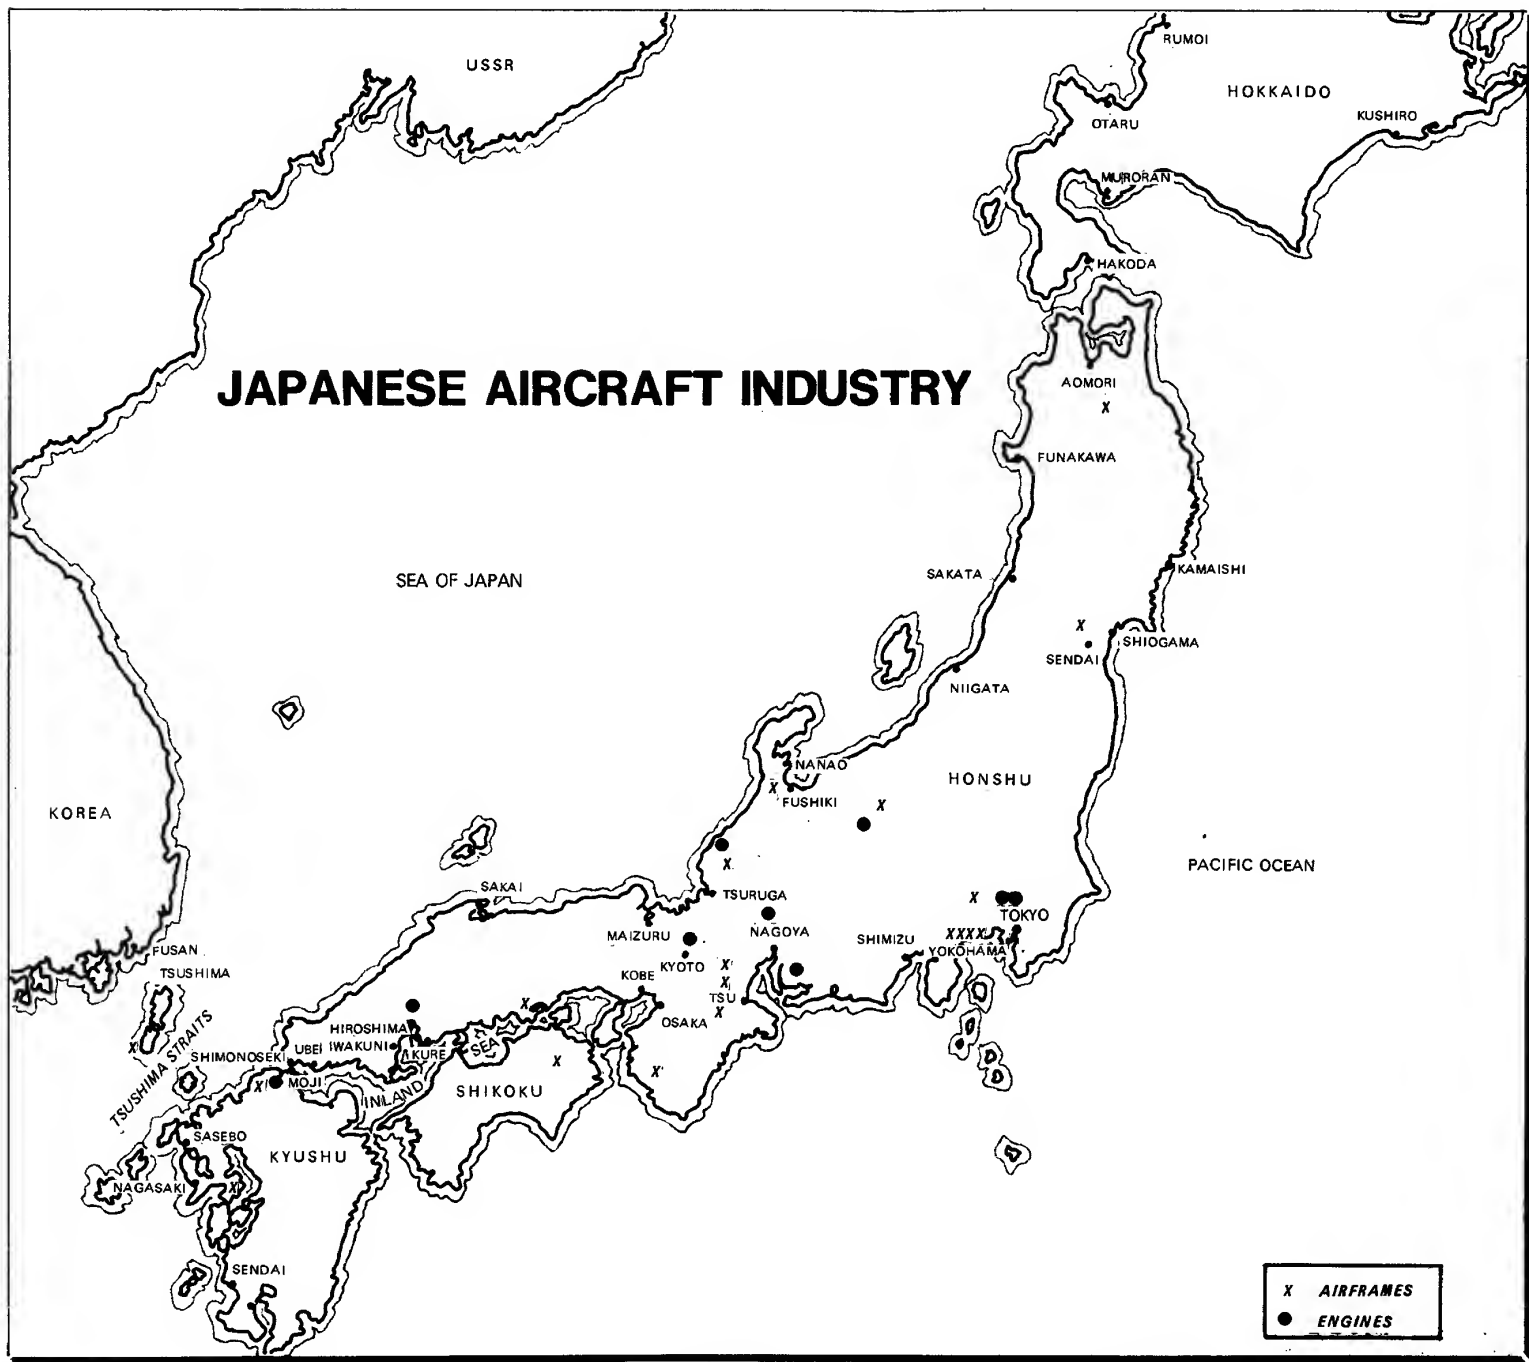 RUMOI
USSR
HOKKAIDO
KUSHIRO
OTARU
MURORAN
HAKODA
JAPANESE AIRCRAFT INDUSTRY
AOMORI
X
FUNAKAWA
KAMAISHI
SAKATA
SEA OF JAPAN
X
SHIOGAMA
SENDAI
NIIGATA
NANAO
HONSHU
X
FUSHIKI
X
KOREA
X
PACIFIC OCEAN
SAKAI
TSURUGA
X
TOKYO
MAIZURU
NAGOYA
SHIMIZU
XXXX
YOKOHAMA
FUSAN
KYOTO
X
TSUSHIMA
KOBE
X
TSU
X
X
OSAKA
HIROSHIMA
UBE
IWAKUNI
KURE
SEA
X
TSUSHIMA STRAITS
SHIMONOSEKI
X
X
X
MOJI
INLAND
SHIKOKU
SASEBO
KYUSHU
NAGASAKI
X
SENDAI
X AIRFRAMES
● ENGINES